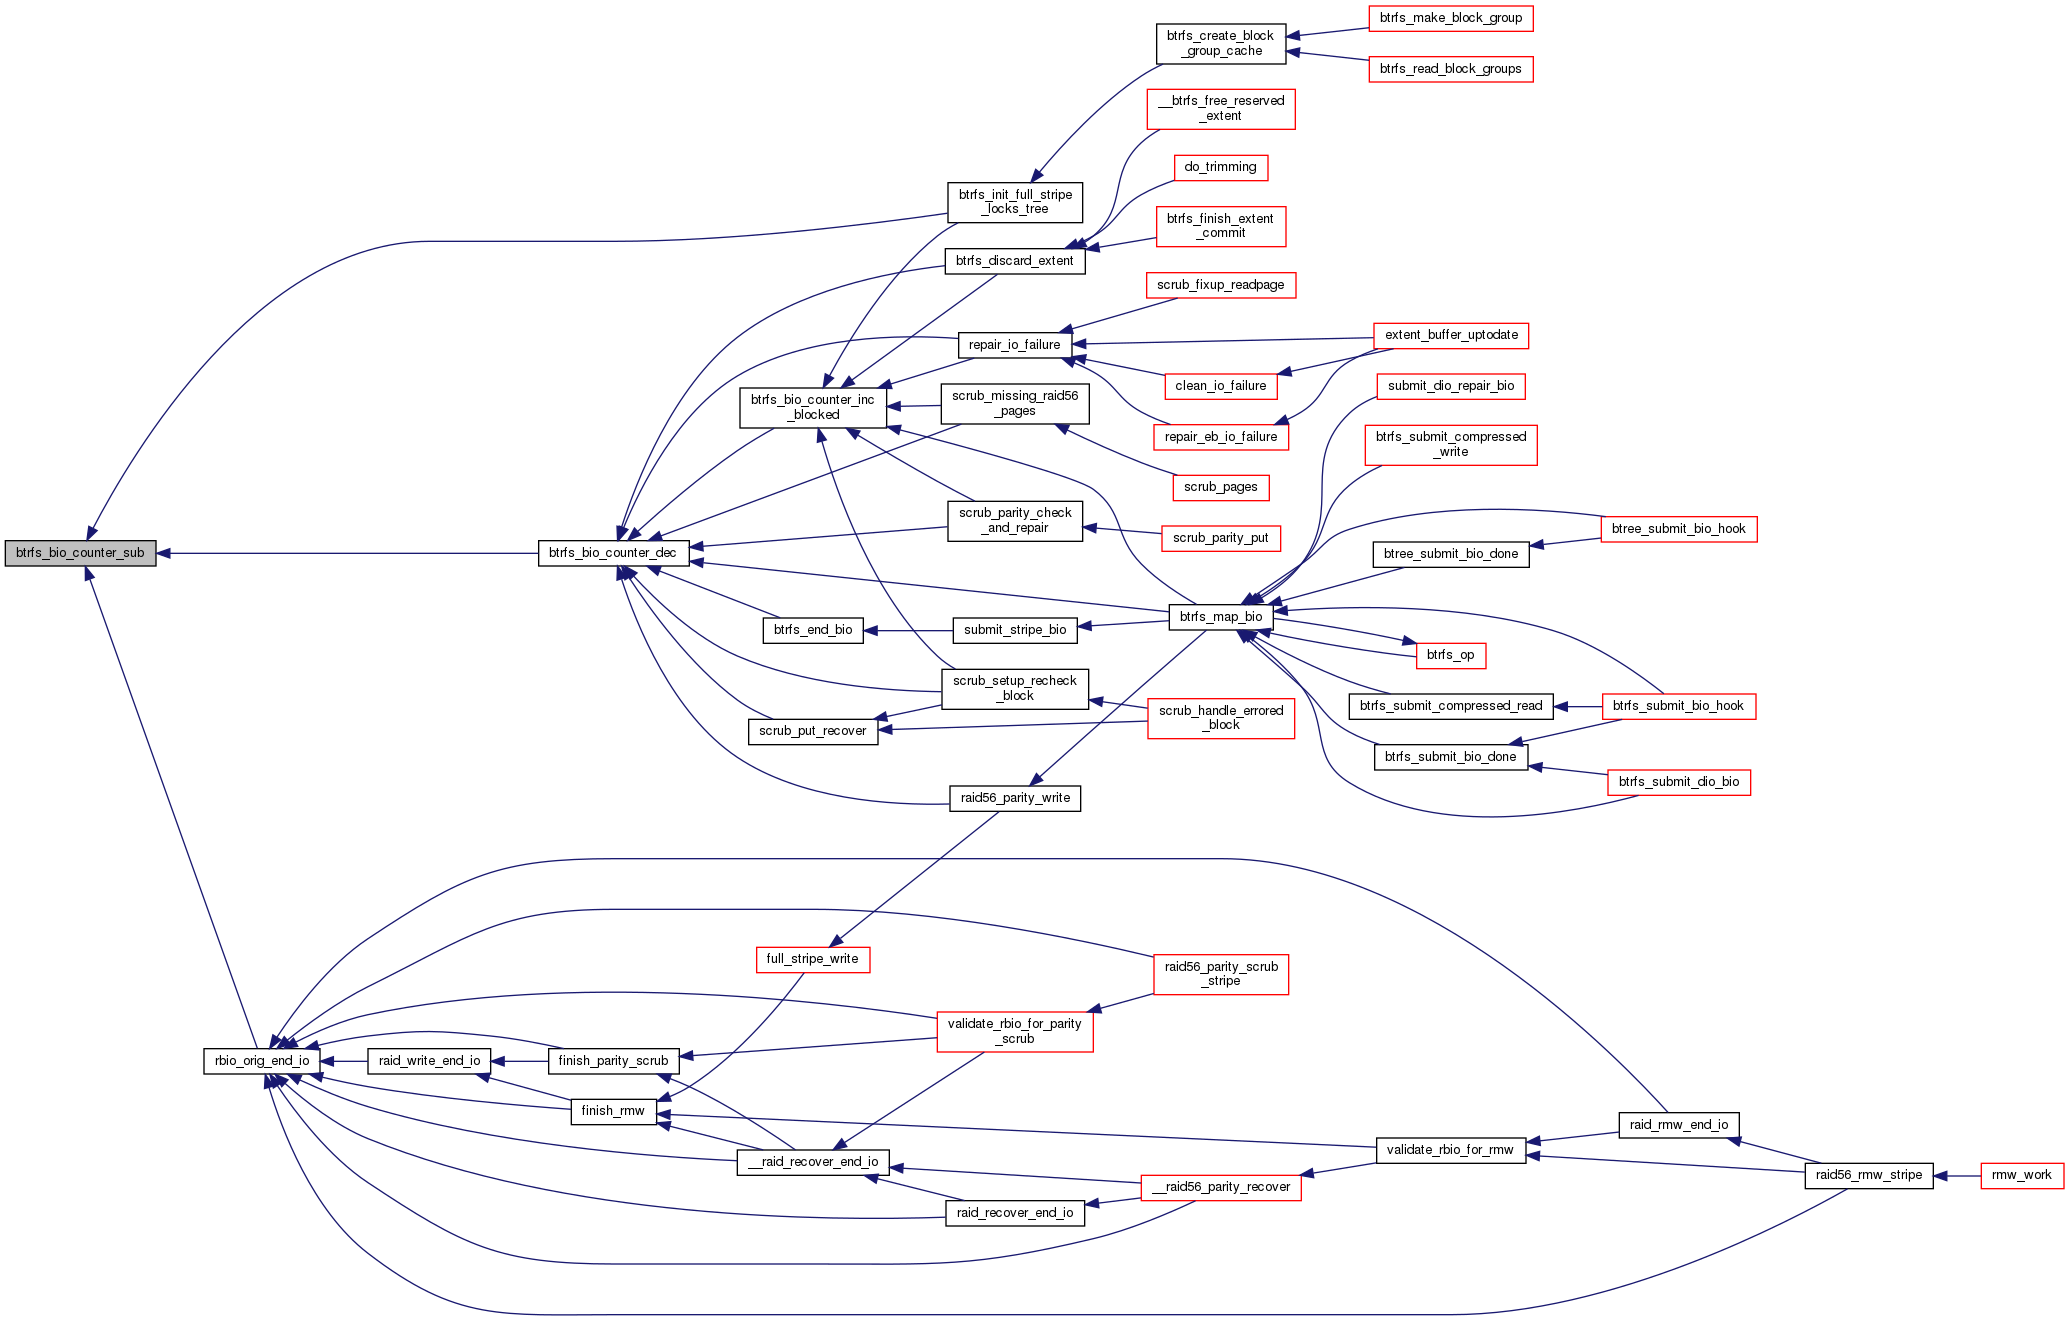 btrfs_make_block_group
btrfs_create_block
_group_cache
btrfs_read_block_groups
__btrfs_free_reserved
_extent
do_trimming
btrfs_init_full_stripe
_locks_tree
btrfs_finish_extent
_commit
btrfs_discard_extent
scrub_fixup_readpage
repair_io_failure
extent_buffer_uptodate
clean_io_failure
submit_dio_repair_bio
btrfs_bio_counter_inc
_blocked
scrub_missing_raid56
_pages
repair_eb_io_failure
btrfs_submit_compressed
_write
scrub_pages
scrub_parity_check
_and_repair
scrub_parity_put
btree_submit_bio_hook
btrfs_bio_counter_sub
btrfs_bio_counter_dec
btree_submit_bio_done
btrfs_map_bio
btrfs_end_bio
submit_stripe_bio
btrfs_op
scrub_setup_recheck
_block
btrfs_submit_compressed_read
btrfs_submit_bio_hook
scrub_put_recover
scrub_handle_errored
_block
btrfs_submit_bio_done
btrfs_submit_dio_bio
raid56_parity_write
full_stripe_write
raid56_parity_scrub
_stripe
validate_rbio_for_parity
_scrub
rbio_orig_end_io
raid_write_end_io
finish_parity_scrub
finish_rmw
raid_rmw_end_io
validate_rbio_for_rmw
__raid_recover_end_io
raid56_rmw_stripe
rmw_work
__raid56_parity_recover
raid_recover_end_io